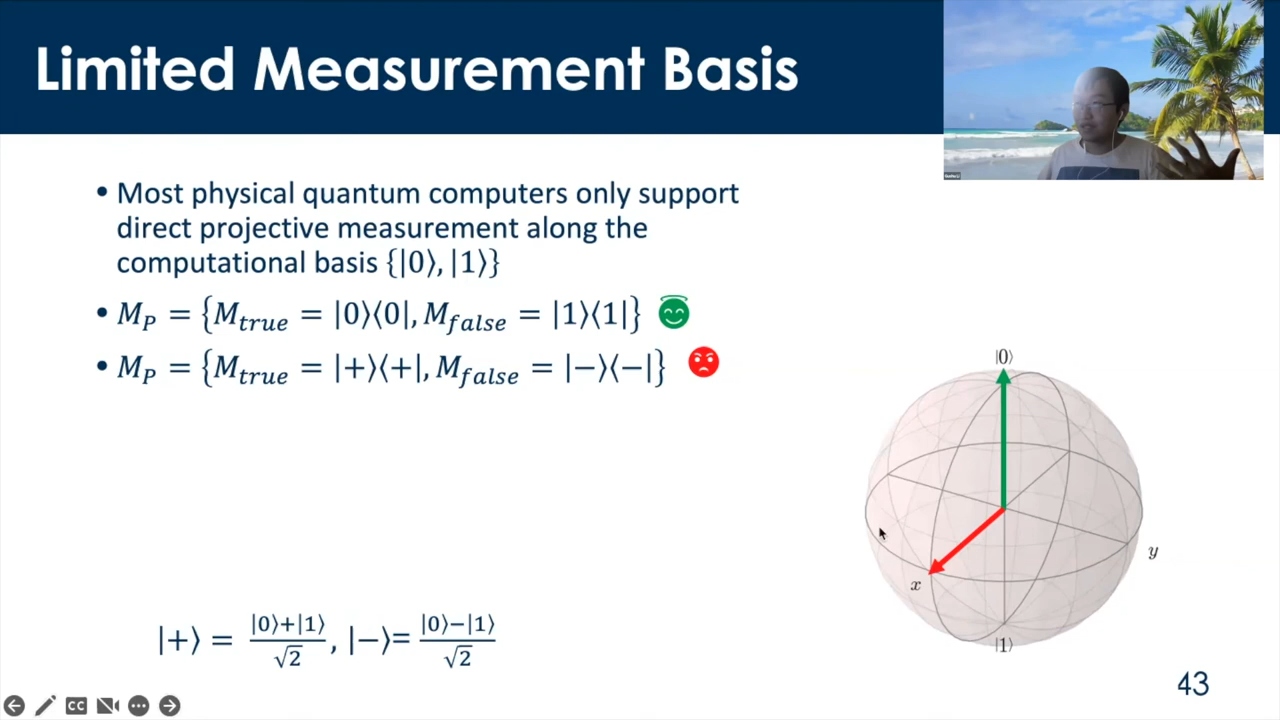 Limited Measurement Basis
• Most physical quantum computers only support
direct projective measurement along the
computational basis {|0⟩, |1⟩}
• M_P = {M_true = |0⟩⟨0|, M_false = |1⟩⟨1|}
• M_P = {M_true = |+⟩⟨+|, M_false = |−⟩⟨−|}
|0⟩
y
x
|1⟩
|+⟩ = |0⟩+|1⟩/√2, |−⟩= |0⟩−|1⟩/√2
43
CC